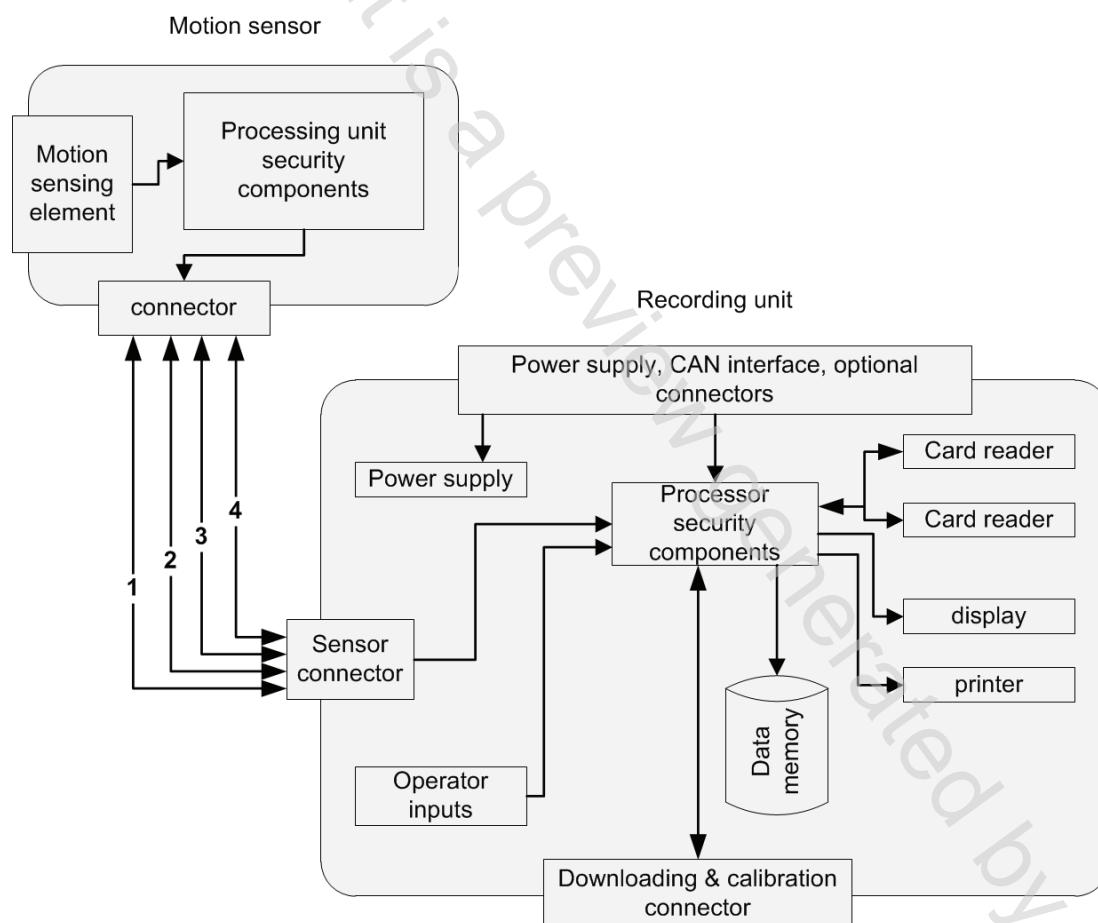 Motion sensor
Motion
sensing
element
Processing unit
security
components
connector
Recording unit
Power supply, CAN interface, optional
connectors
Power supply
Processor
security
components
Card reader
Card reader
display
printer
Data
memory
1
2
3
4
Sensor
connector
Operator
inputs
Downloading & calibration
connector
is a preview generated by